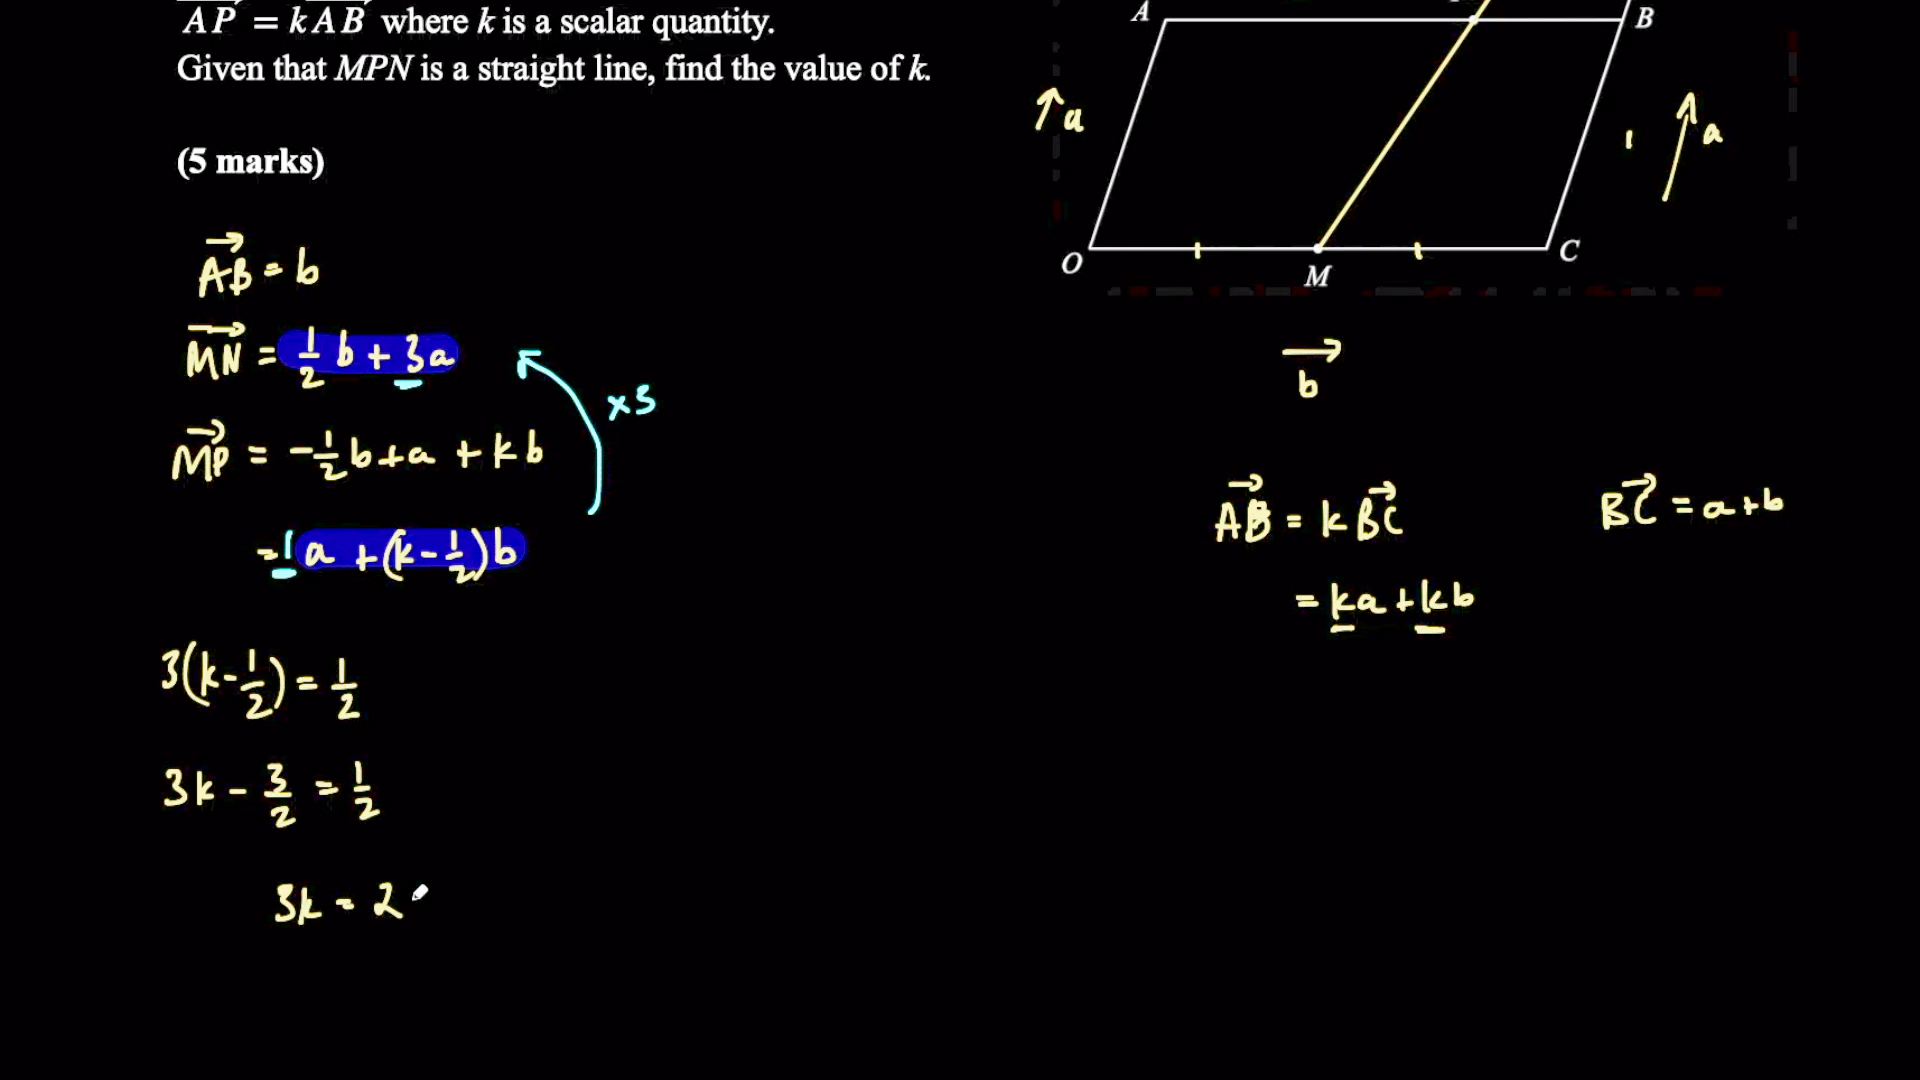 AP = kAB where k is a scalar quantity.
Given that MPN is a straight line, find the value of k.
(5 marks)
AB = b
MN = 1/2 b + 3a
MP = -1/2 b + a + kb
= 1a + (k - 1/2)b
×3
3(k - 1/2) = 1/2
3k - 3/2 = 1/2
3k = 2
A
B
a
1
a
O
M
C
b
AB = kBC
= ka + kb
BC = a + b